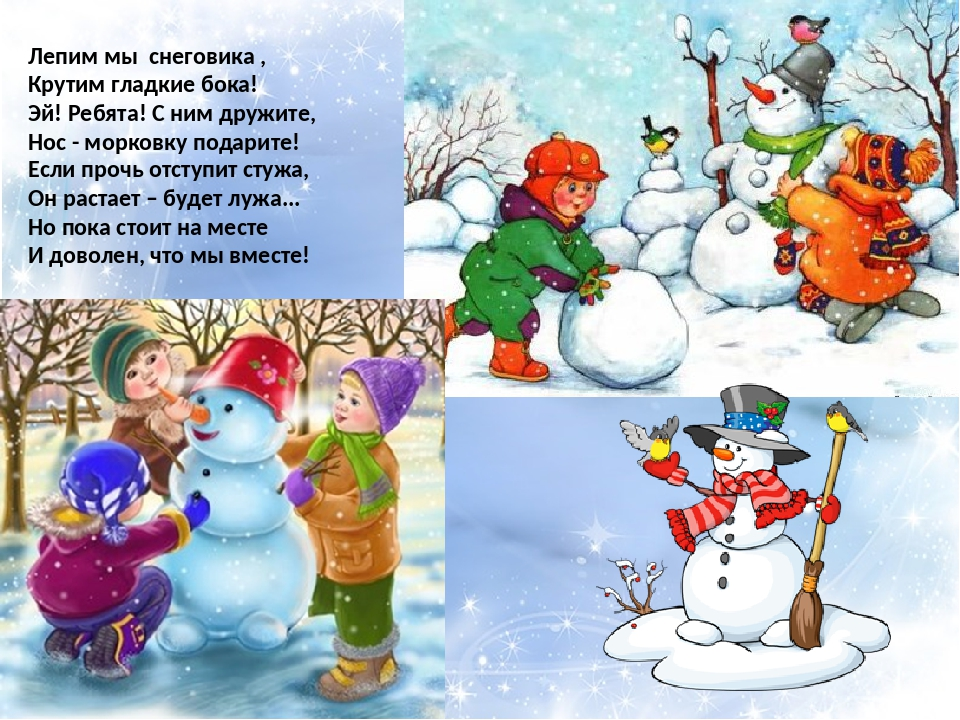 Лепим мы  снеговика ,
Крутим гладкие бока!
Эй! Ребята! С ним дружите,
Нос - морковку подарите!
Если прочь отступит стужа,
Он растает – будет лужа...
Но пока стоит на месте
И доволен, что мы вместе!